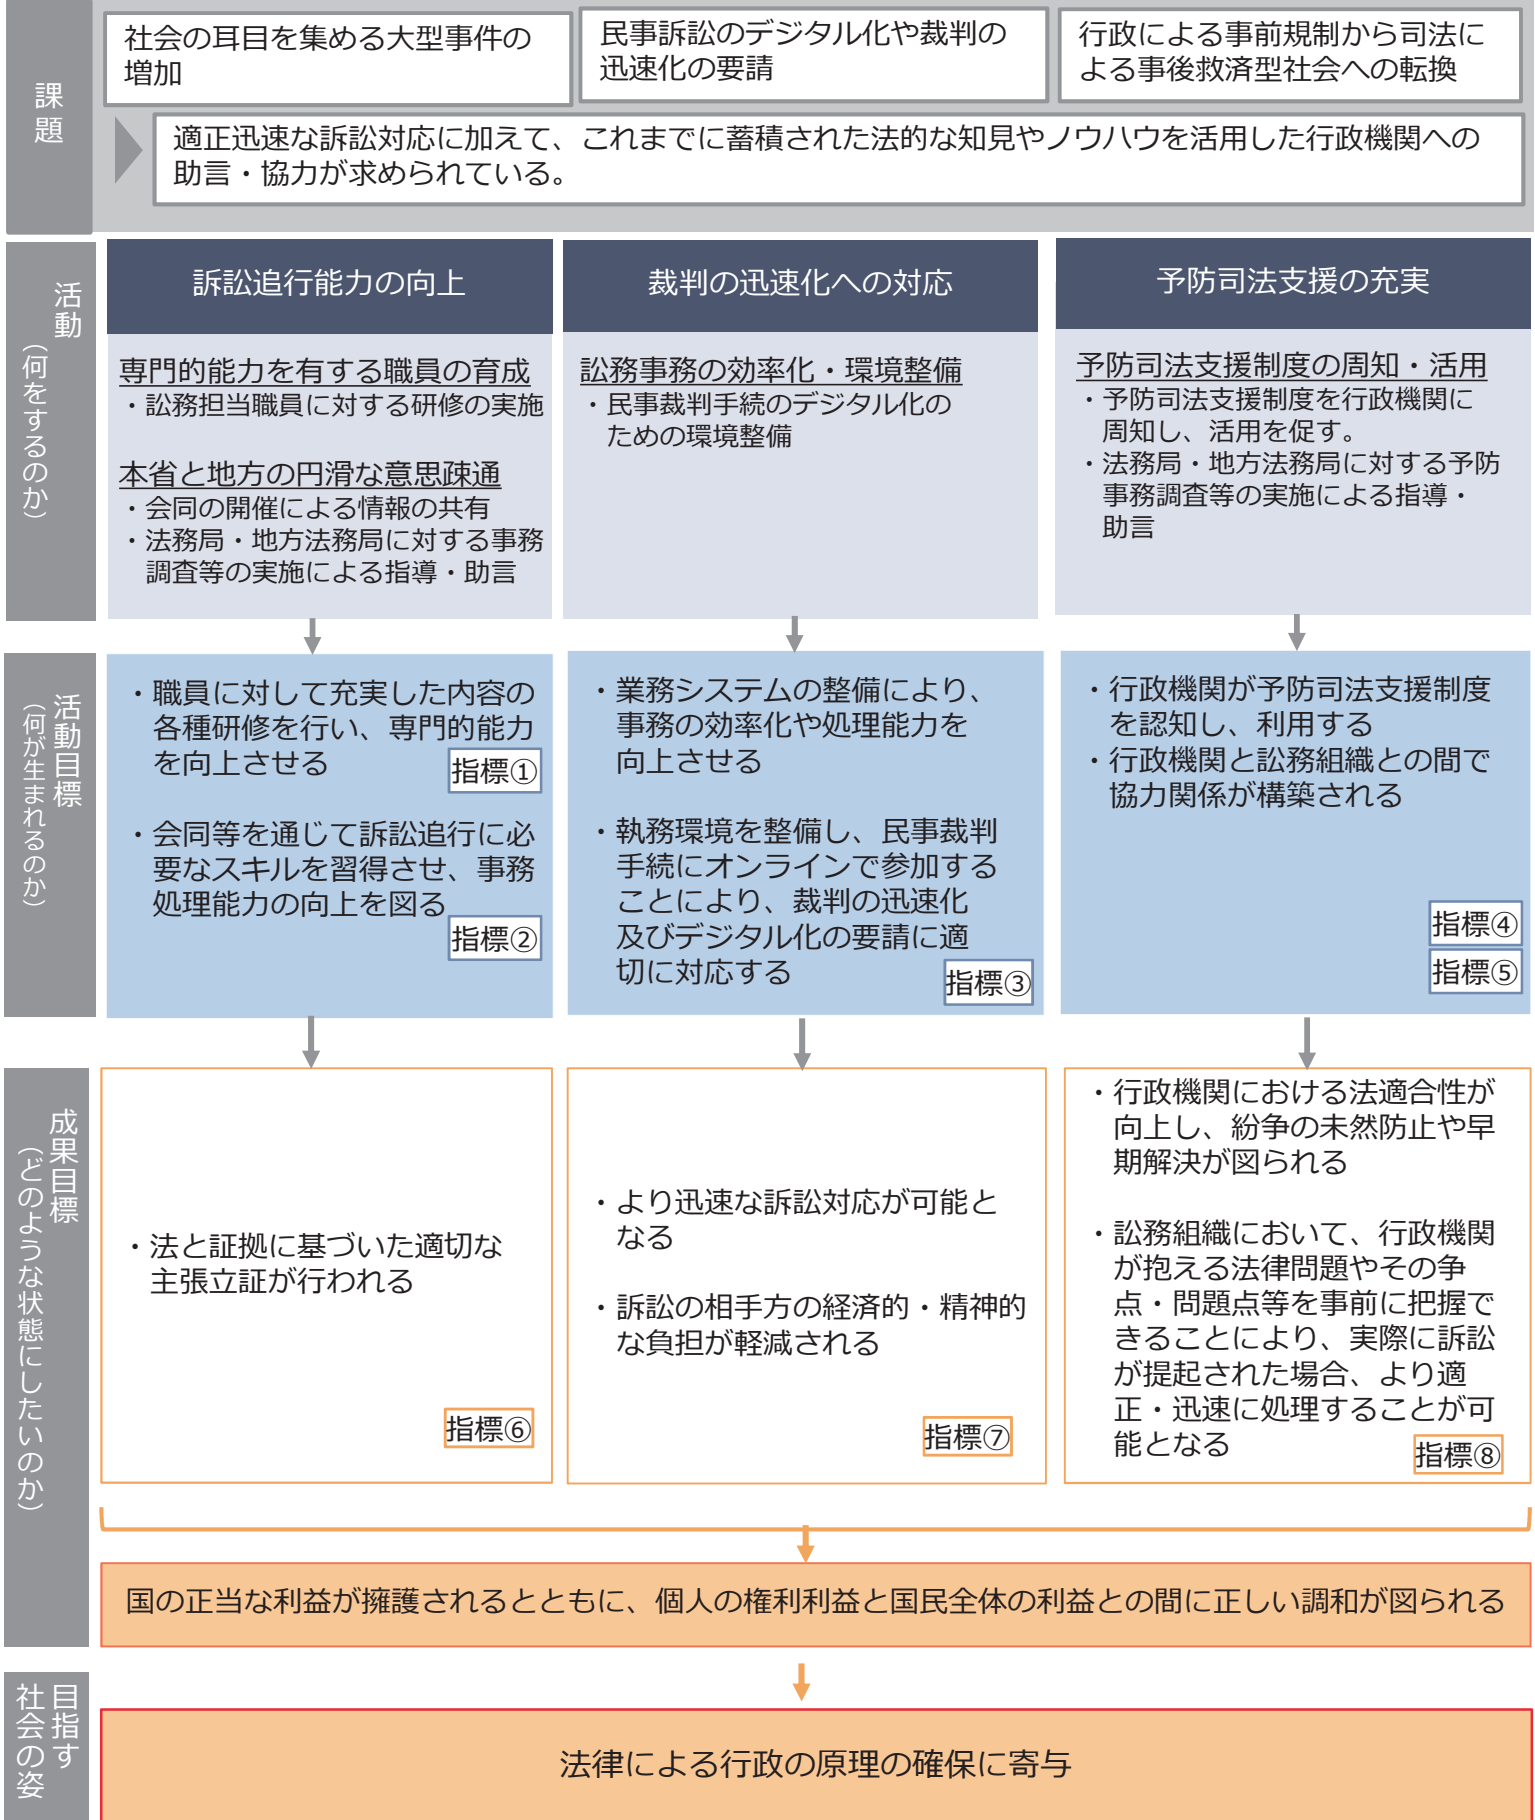 課題
社会の耳目を集める大型事件の
増加
民事訴訟のデジタル化や裁判の
迅速化の要請
行政による事前規制から司法に
よる事後救済型社会への転換
適正迅速な訴訟対応に加えて、これまでに蓄積された法的な知見やノウハウを活用した行政機関への
助言・協力が求められている。
活動
（何をするのか）
訴訟追行能力の向上
専門的能力を有する職員の育成
・訟務担当職員に対する研修の実施
本省と地方の円滑な意思疎通
・会同の開催による情報の共有
・法務局・地方法務局に対する事務
調査等の実施による指導・助言
裁判の迅速化への対応
訟務事務の効率化・環境整備
・民事裁判手続のデジタル化の
ための環境整備
予防司法支援の充実
予防司法支援制度の周知・活用
・予防司法支援制度を行政機関に
周知し、活用を促す。
・法務局・地方法務局に対する予防
事務調査等の実施による指導・
助言
活動目標
（何が生まれるのか）
・職員に対して充実した内容の
各種研修を行い、専門的能力
を向上させる
指標①
・会同等を通じて訴訟追行に必
要なスキルを習得させ、事務
処理能力の向上を図る
指標②
・業務システムの整備により、
事務の効率化や処理能力を
向上させる
・執務環境を整備し、民事裁判
手続にオンラインで参加する
ことにより、裁判の迅速化
及びデジタル化の要請に適
切に対応する
指標③
・行政機関が予防司法支援制度
を認知し、利用する
・行政機関と訟務組織との間で
協力関係が構築される
指標④
指標⑤
成果目標
（どのような状態にしたいのか）
・法と証拠に基づいた適切な
主張立証が行われる
指標⑥
・より迅速な訴訟対応が可能と
なる
・訴訟の相手方の経済的・精神的
な負担が軽減される
指標⑦
・行政機関における法適合性が
向上し、紛争の未然防止や早
期解決が図られる
・訟務組織において、行政機関
が抱える法律問題やその争
点・問題点等を事前に把握で
きることにより、実際に訴訟
が提起された場合、より適
正・迅速に処理することが可
能となる
指標⑧
国の正当な利益が擁護されるとともに、個人の権利利益と国民全体の利益との間に正しい調和が図られる
目指す
社会の姿
法律による行政の原理の確保に寄与